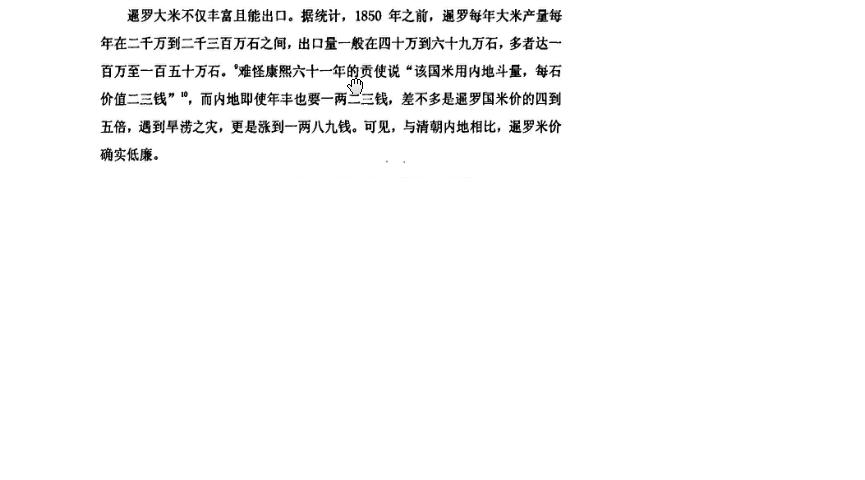 暹罗大米不仅丰富且能出口。据统计，1850 年之前，暹罗每年大米产量每
年在二千万到二千三百万石之间，出口量一般在四十万到六十九万石，多者达一
百万至一百五十万石。⁹难怪康熙六十一年的贡使说“该国米用内地斗量，每石
价值二三钱”¹⁰，而内地即使年丰也要一两二三钱，差不多是暹罗国米价的四到
五倍，遇到旱涝之灾，更是涨到一两八九钱。可见，与清朝内地相比，暹罗米价
确实低廉。